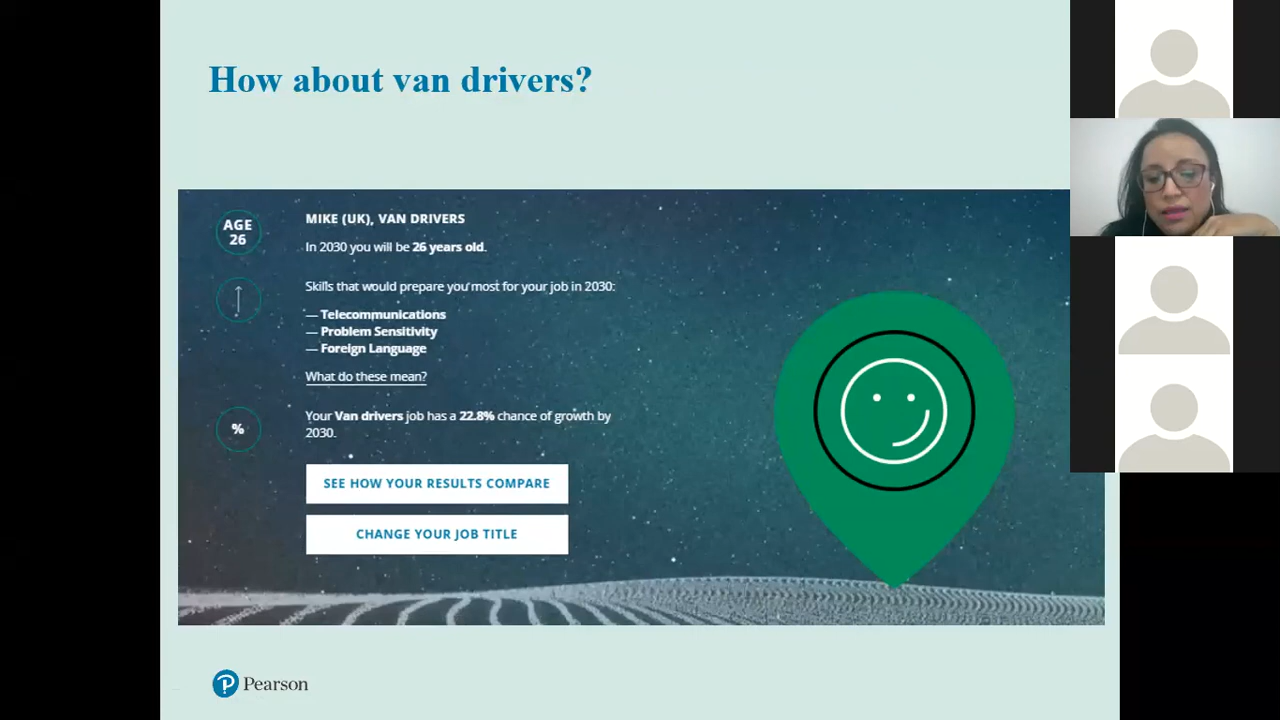 How about van drivers?
AGE
26
MIKE (UK), VAN DRIVERS
In 2030 you will be 26 years old.
Skills that would prepare you most for your job in 2030:
— Telecommunications
— Problem Sensitivity
— Foreign Language
What do these mean?
%
Your Van drivers job has a 22.8% chance of growth by
2030.
SEE HOW YOUR RESULTS COMPARE
CHANGE YOUR JOB TITLE
Pearson